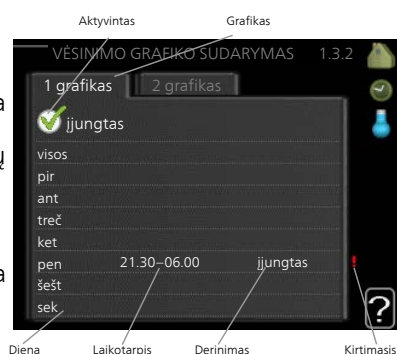 Aktyvintas Grafikas
VĖSINIMO GRAFIKO SUDARYMAS 1.3.2
1 grafikas 2 grafikas
a
įjungtas
ų
visos
pir
ant
treč
ket
a
pen 21.30–06.00 įjungtas !
šešt
sek
?
Diena Laikotarpis Derinimas Kirtimasis